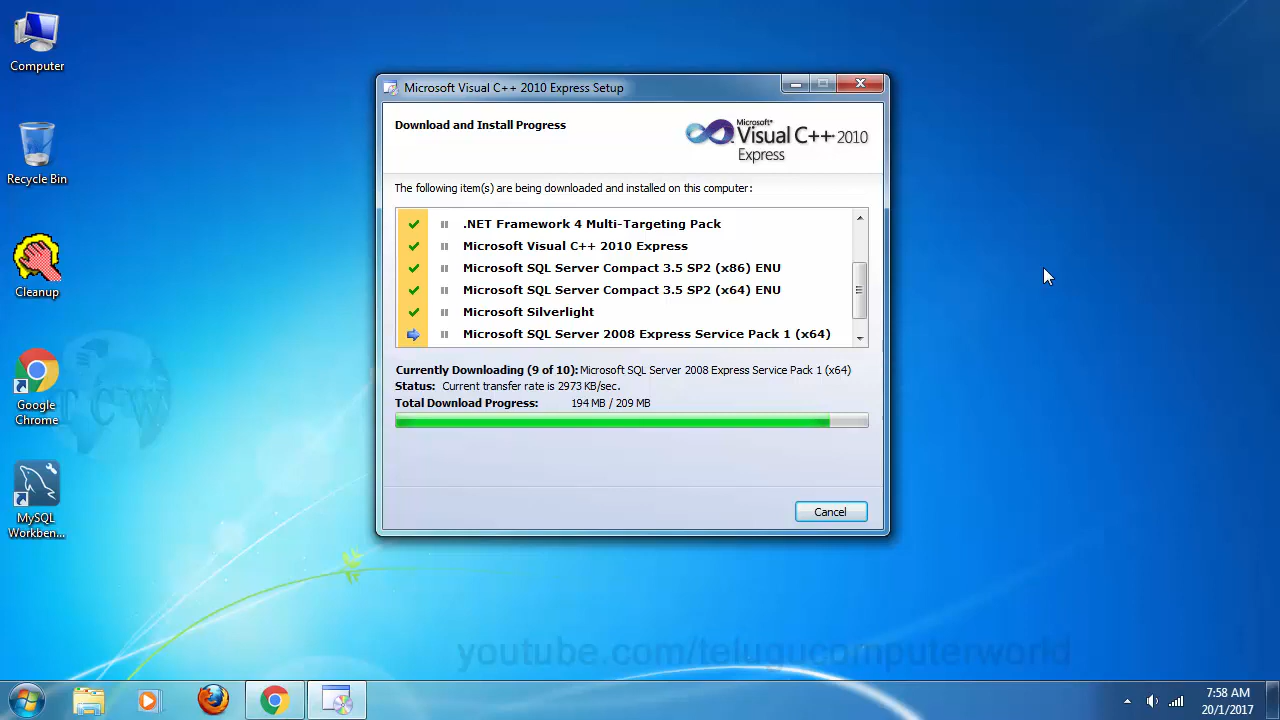 Computer
Recycle Bin
Cleanup
Google
Chrome
MySQL
Workben...
Microsoft Visual C++ 2010 Express Setup
Download and Install Progress
Microsoft®
Visual C++ 2010
Express
The following item(s) are being downloaded and installed on this computer:
.NET Framework 4 Multi-Targeting Pack
Microsoft Visual C++ 2010 Express
Microsoft SQL Server Compact 3.5 SP2 (x86) ENU
Microsoft SQL Server Compact 3.5 SP2 (x64) ENU
Microsoft Silverlight
Microsoft SQL Server 2008 Express Service Pack 1 (x64)
Currently Downloading (9 of 10): Microsoft SQL Server 2008 Express Service Pack 1 (x64)
Status: Current transfer rate is 2973 KB/sec.
Total Download Progress: 194 MB / 209 MB
Cancel
TCW
youtube.com/telugucomputerworld
7:58 AM
20/1/2017